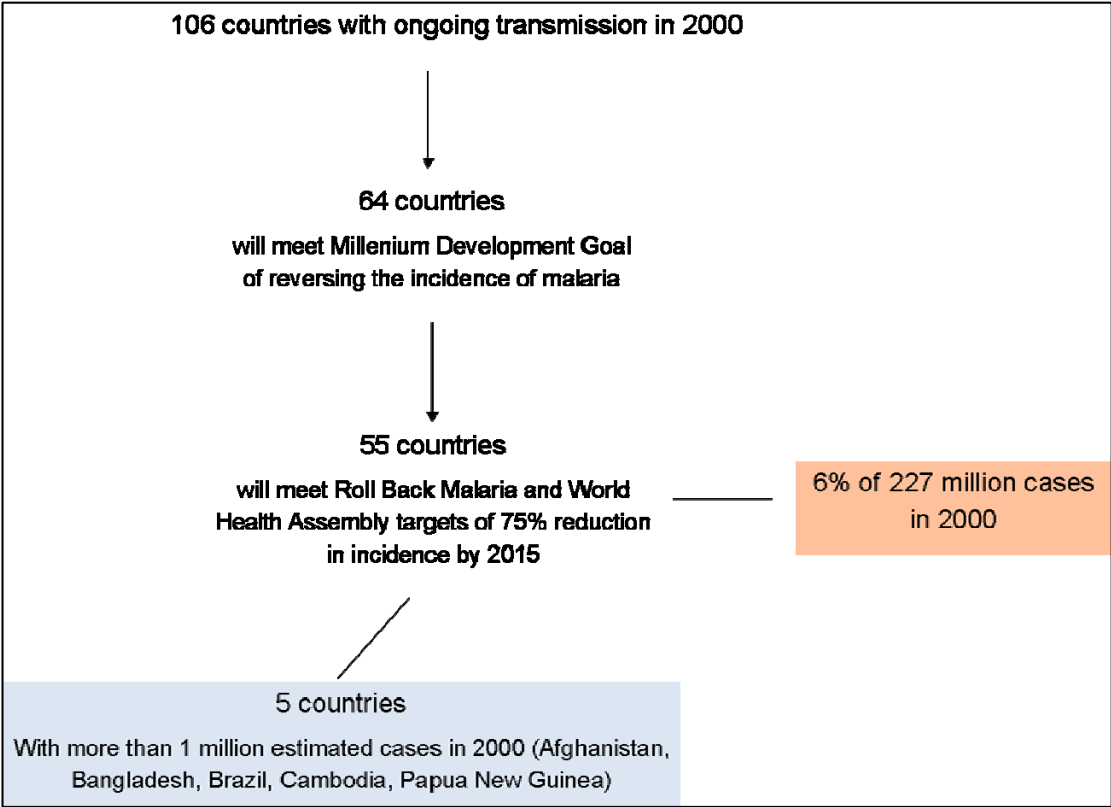 106 countries with ongoing transmission in 2000
64 countries
will meet Millenium Development Goal
of reversing the incidence of malaria
55 countries
will meet Roll Back Malaria and World
Health Assembly targets of 75% reduction
in incidence by 2015
6% of 227 million cases
in 2000
5 countries
With more than 1 million estimated cases in 2000 (Afghanistan,
Bangladesh, Brazil, Cambodia, Papua New Guinea)